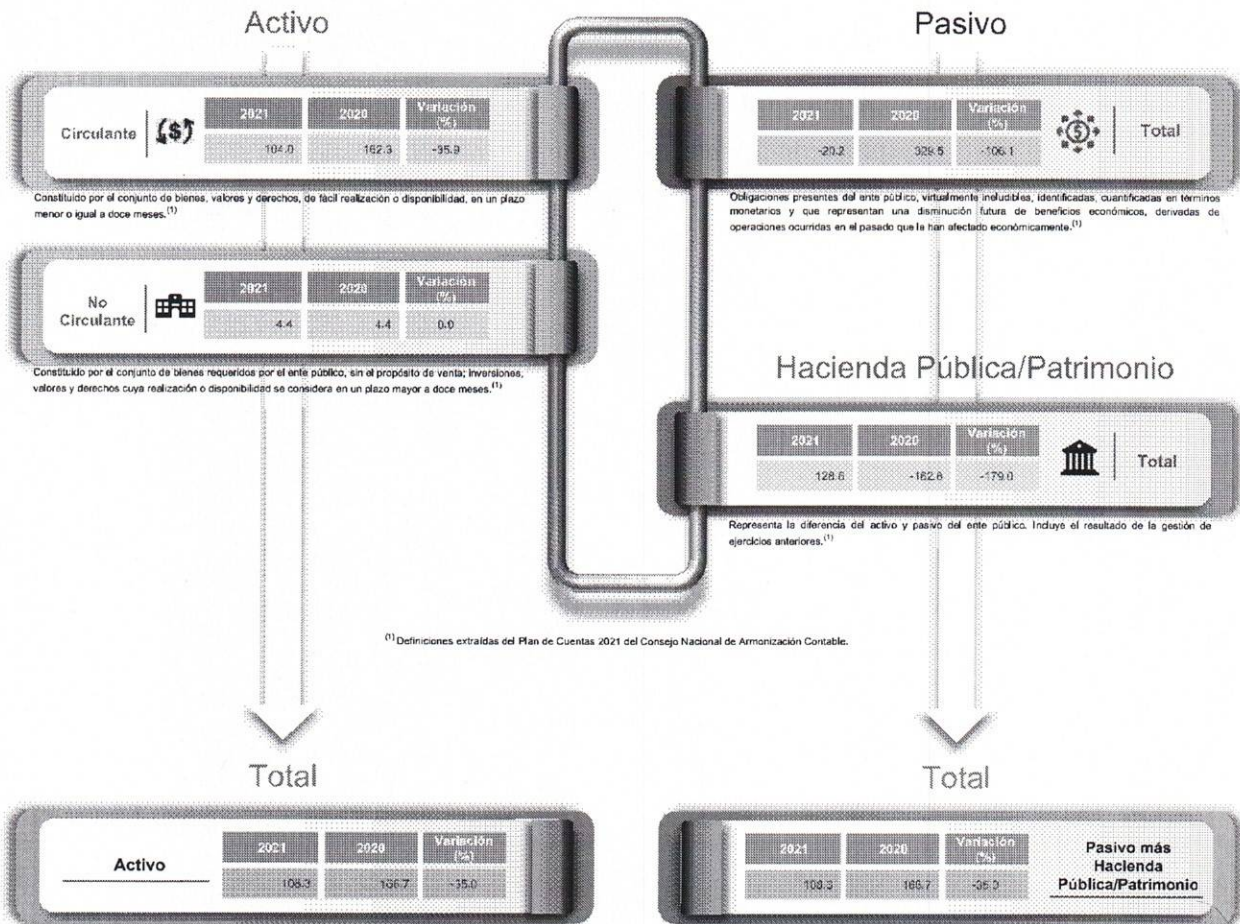 Activo
Circulante
2021 2020 Variación (%)
104.0 162.3 -35.9
Constituido por el conjunto de bienes, valores y derechos, de fácil realización o disponibilidad, en un plazo
menor o igual a doce meses.(1)
No
Circulante
2021 2020 Variación (%)
4.4 4.4 0.0
Constituido por el conjunto de bienes requeridos por el ente público, sin el propósito de venta; inversiones,
valores y derechos cuya realización o disponibilidad se considera en un plazo mayor a doce meses.(1)
Pasivo
2021 2020 Variación (%)
-20.2 329.5 -106.1
Total
Obligaciones presentes del ente público, virtualmente ineludibles, identificadas, cuantificadas en términos
monetarios y que representan una disminución futura de beneficios económicos, derivadas de
operaciones ocurridas en el pasado que le han afectado económicamente.(1)
Hacienda Pública/Patrimonio
2021 2020 Variación (%)
128.6 -162.8 -179.0
Total
Representa la diferencia del activo y pasivo del ente público. Incluye el resultado de la gestión de
ejercicios anteriores.(1)
(1) Definiciones extraídas del Plan de Cuentas 2021 del Consejo Nacional de Armonización Contable.
Total
Activo
2021 2020 Variación (%)
108.3 166.7 -35.0
Total
2021 2020 Variación (%)
108.3 166.7 -35.0
Pasivo más
Hacienda
Pública/Patrimonio